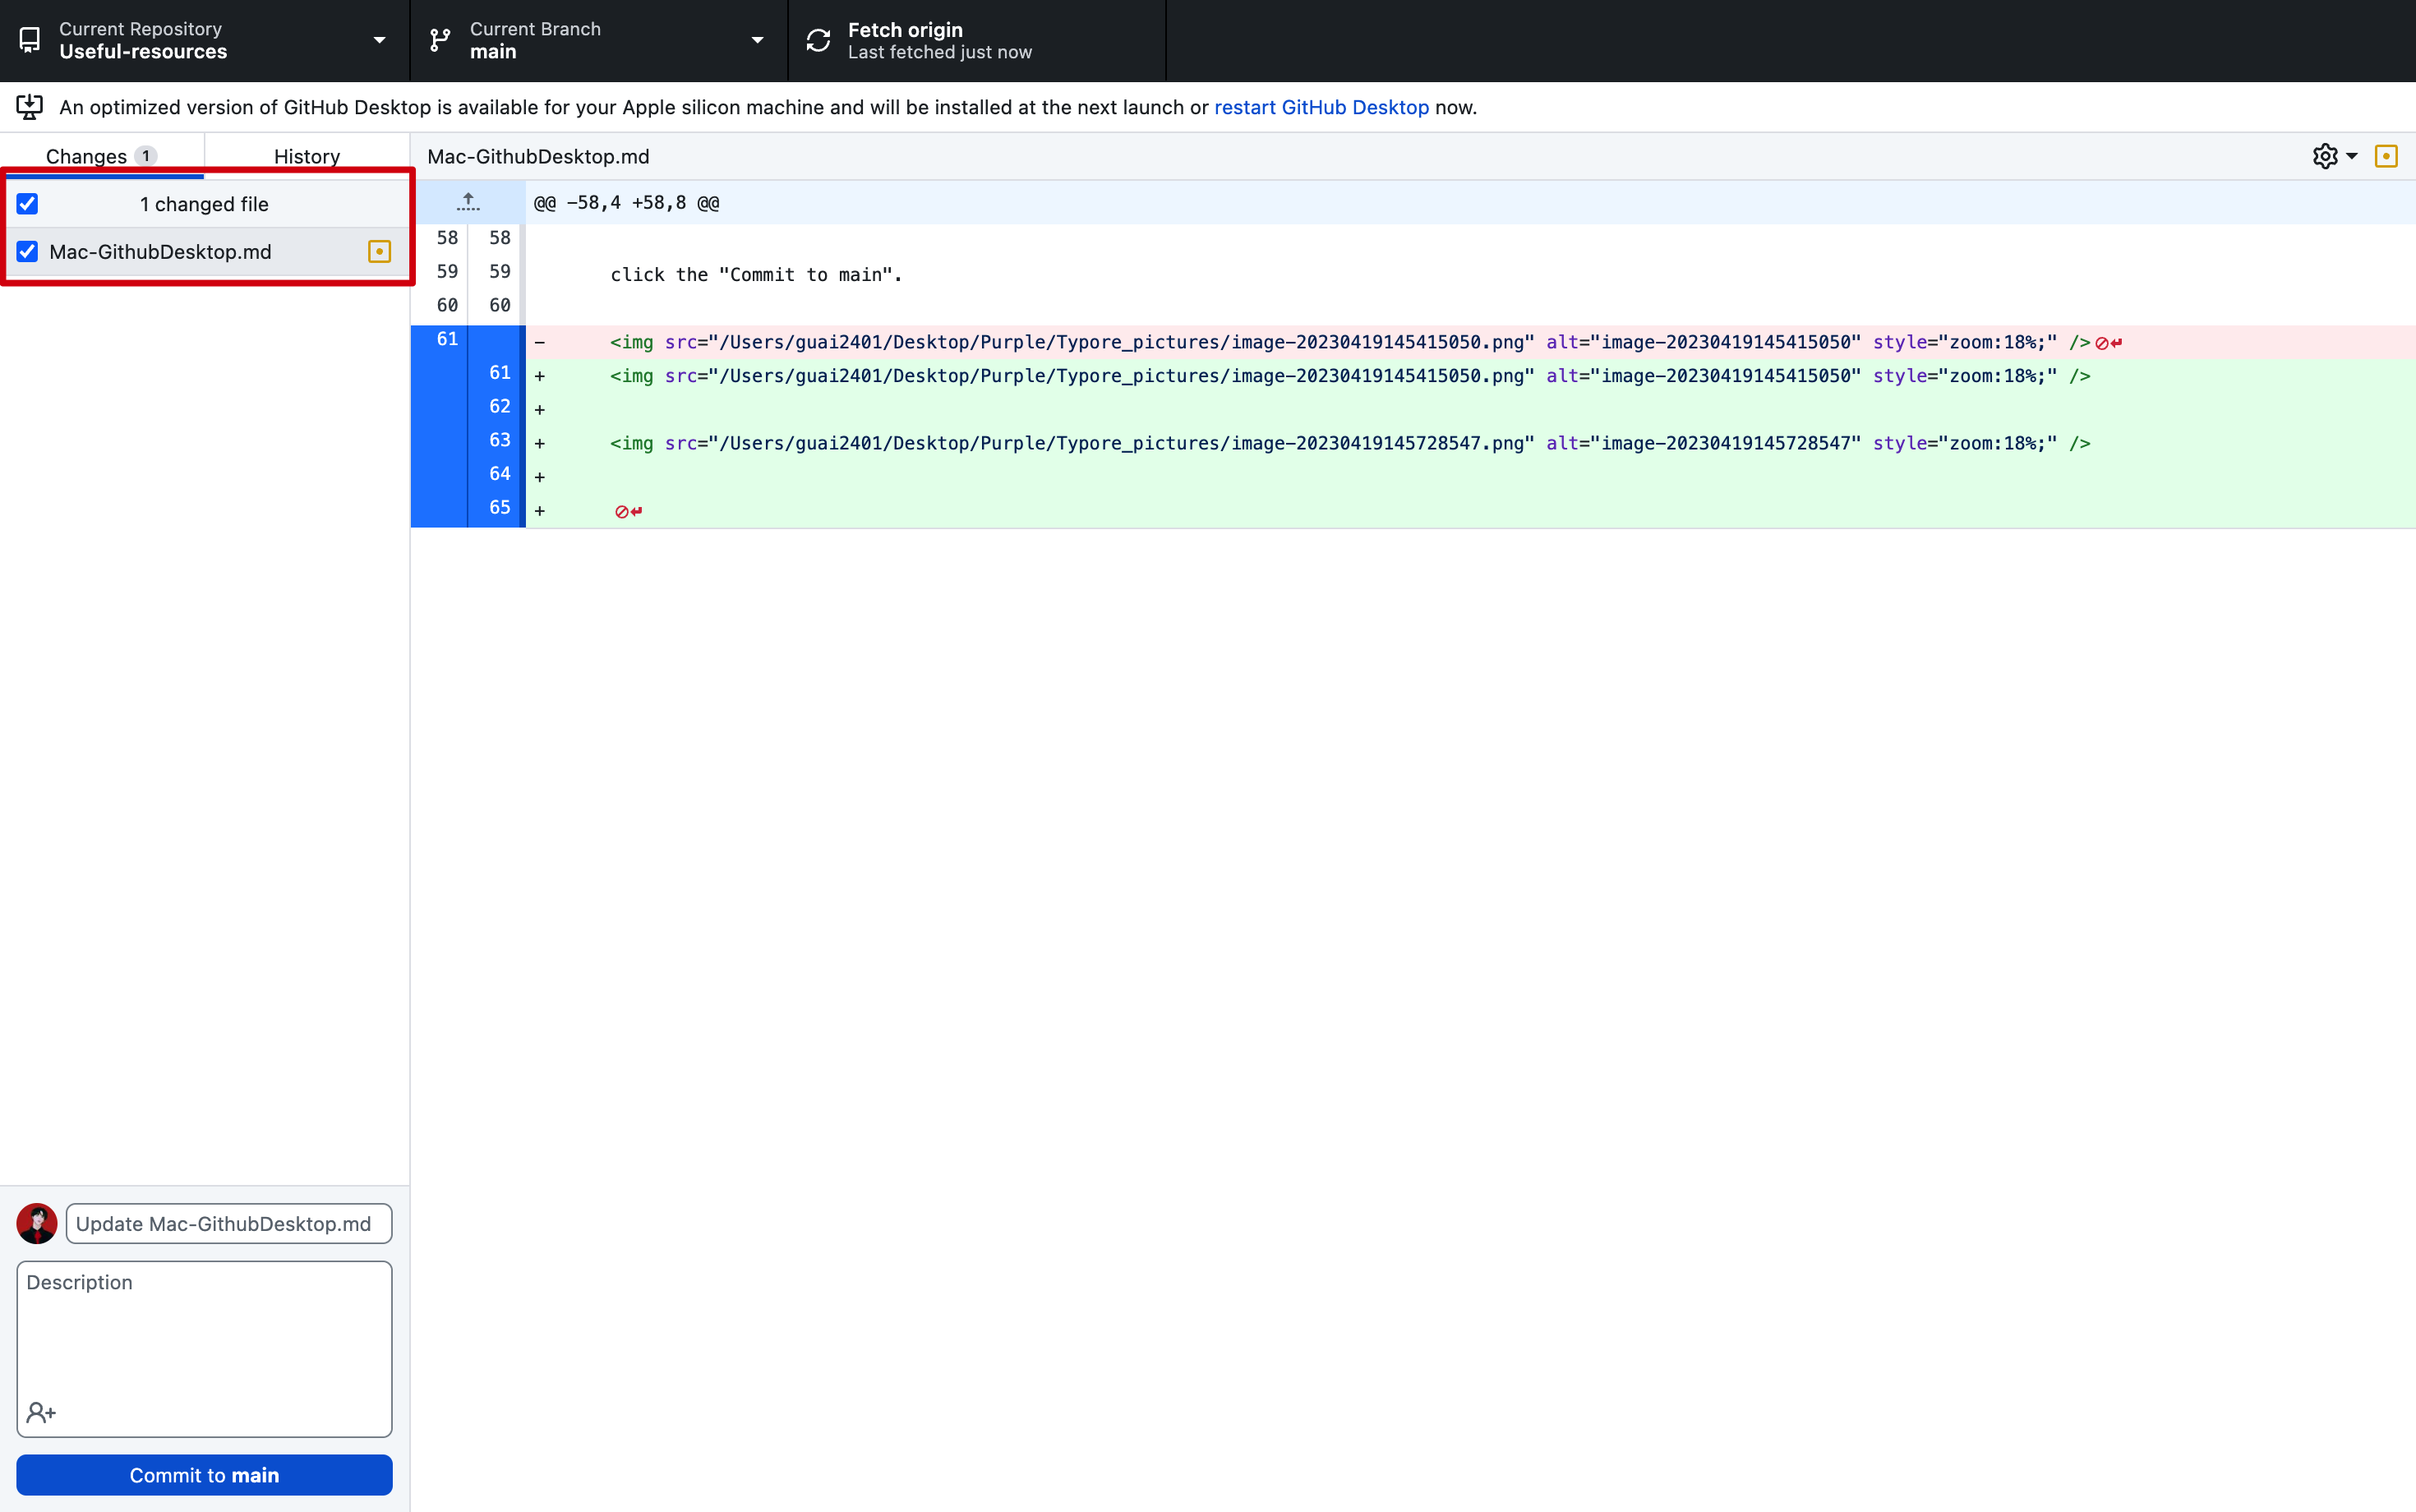 Current Repository
Useful-resources
Current Branch
main
Fetch origin
Last fetched just now
An optimized version of GitHub Desktop is available for your Apple silicon machine and will be installed at the next launch or restart GitHub Desktop now.
Changes 1
History
Mac-GithubDesktop.md
1 changed file
Mac-GithubDesktop.md
@@ -58,4 +58,8 @@
58 58
59 59 click the "Commit to main".
60 60
61 - <img src="/Users/guai2401/Desktop/Purple/Typore_pictures/image-20230419145415050.png" alt="image-20230419145415050" style="zoom:18%;" />
61 + <img src="/Users/guai2401/Desktop/Purple/Typore_pictures/image-20230419145415050.png" alt="image-20230419145415050" style="zoom:18%;" />
62 +
63 + <img src="/Users/guai2401/Desktop/Purple/Typore_pictures/image-20230419145728547.png" alt="image-20230419145728547" style="zoom:18%;" />
64 +
65 +
Update Mac-GithubDesktop.md
Description
Commit to main